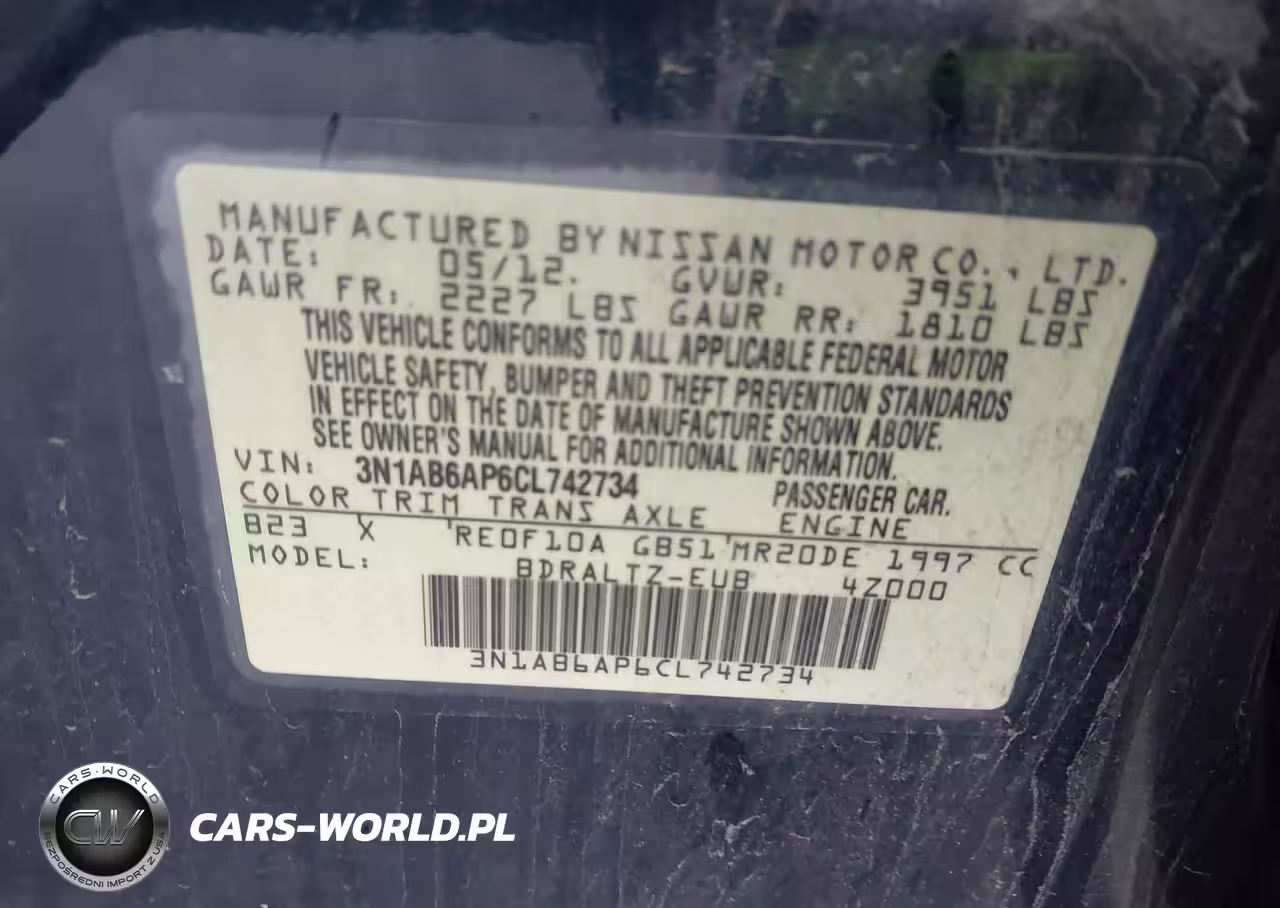 MANUFACTURED BY NISSAN MOTOR CO., LTD.
DATE: 05/12. GVWR: 3951 LBS
GAWR FR: 2227 LBS GAWR RR: 1810 LBS
THIS VEHICLE CONFORMS TO ALL APPLICABLE FEDERAL MOTOR
VEHICLE SAFETY, BUMPER AND THEFT PREVENTION STANDARDS
IN EFFECT ON THE DATE OF MANUFACTURE SHOWN ABOVE.
SEE OWNER'S MANUAL FOR ADDITIONAL INFORMATION.
VIN: 3N1AB6AP6CL742734 PASSENGER CAR.
COLOR TRIM TRANS AXLE ENGINE
B23 X RE0F10A GB51 MR20DE 1997 CC
MODEL: BDRALTZ-EUB 4Z000
3N1AB6AP6CL742734
CARS-WORLD
CW
BEZPOŚREDNI IMPORT Z USA
CARS-WORLD.PL